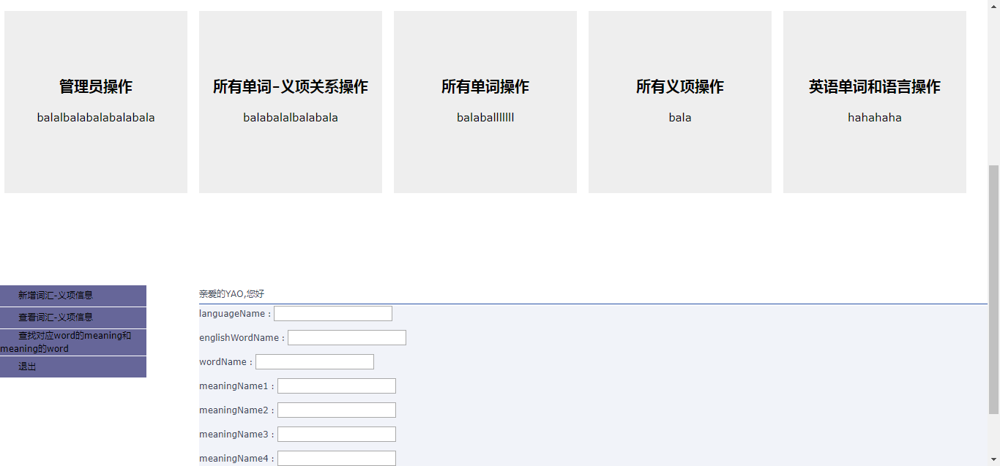 管理员操作
balalbalabalabalabala
所有单词-义项关系操作
balabalalbalabala
所有单词操作
balaballlllll
所有义项操作
bala
英语单词和语言操作
hahahaha
新增词汇-义项信息
查看词汇-义项信息
查找对应word的meaning和
meaning的word
退出
亲爱的YAO,您好
languageName :
englishWordName :
wordName :
meaningName1 :
meaningName2 :
meaningName3 :
meaningName4 :